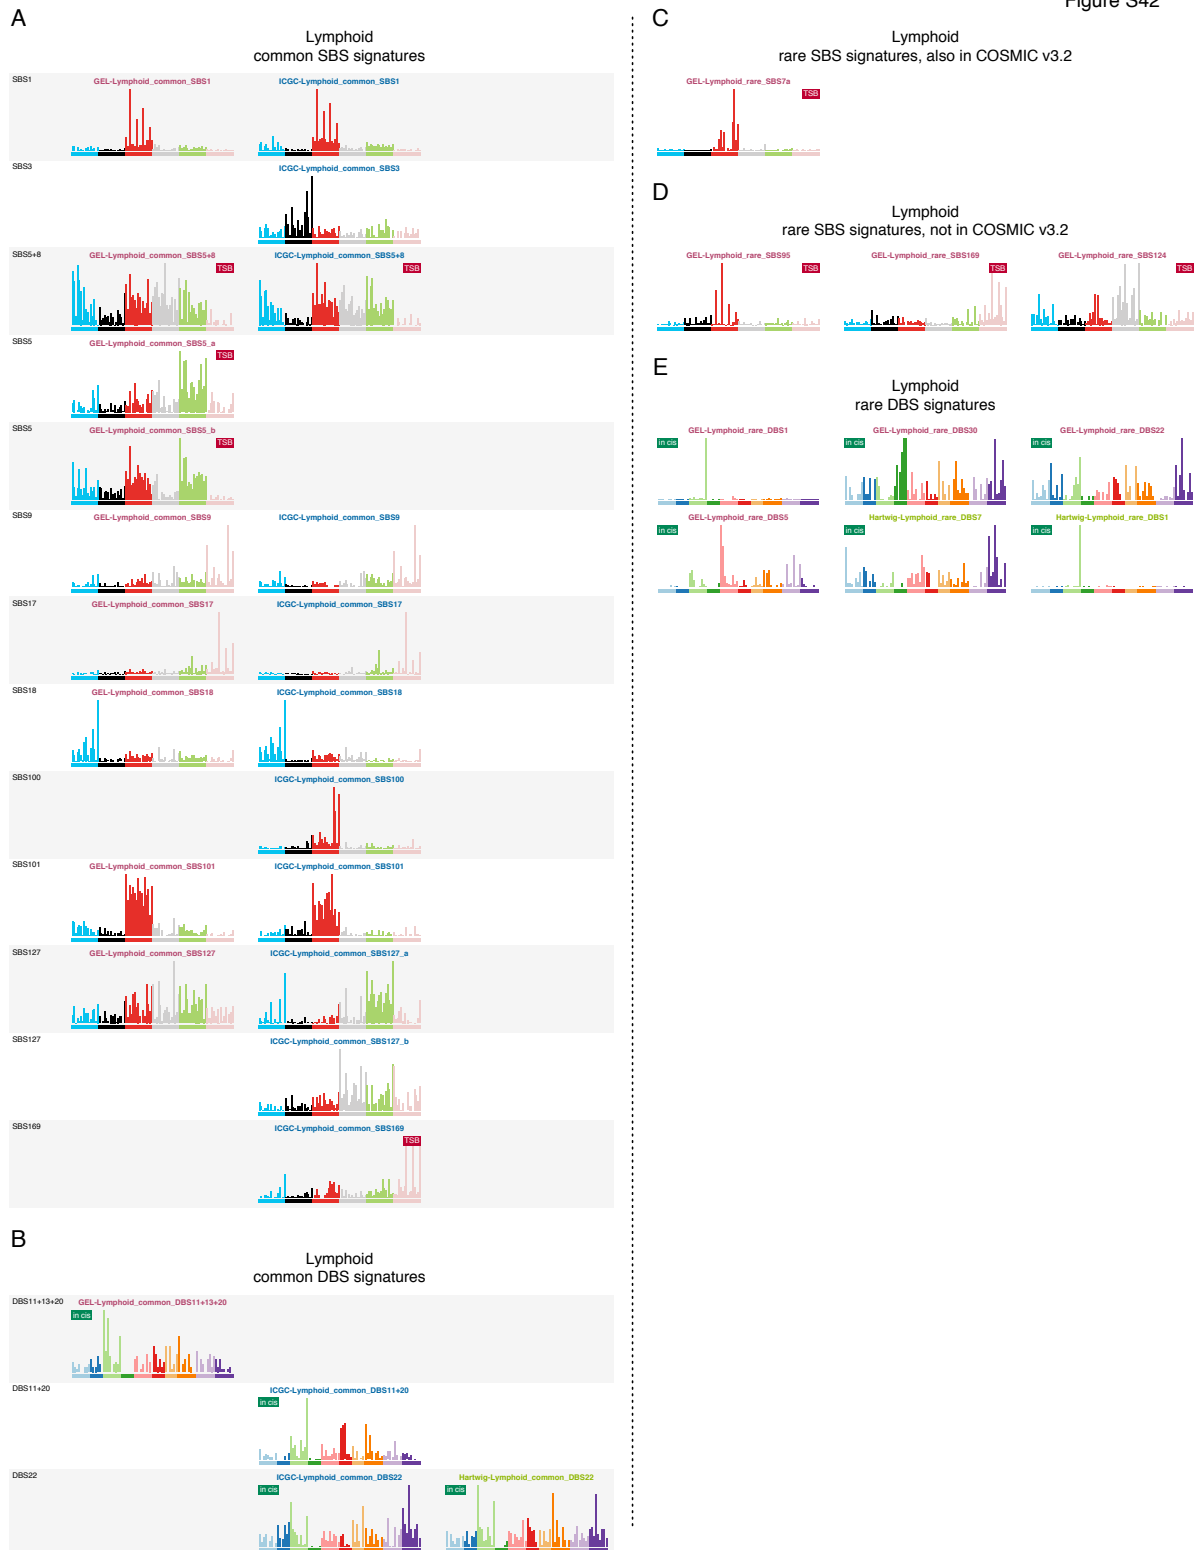 Figure S42
A
Lymphoid
common SBS signatures
SBS1
GEL-Lymphoid_common_SBS1
ICGC-Lymphoid_common_SBS1
SBS3
ICGC-Lymphoid_common_SBS3
SBS5+8
GEL-Lymphoid_common_SBS5+8
TSB
ICGC-Lymphoid_common_SBS5+8
TSB
SBS5
GEL-Lymphoid_common_SBS5_a
TSB
SBS5
GEL-Lymphoid_common_SBS5_b
TSB
SBS9
GEL-Lymphoid_common_SBS9
ICGC-Lymphoid_common_SBS9
SBS17
GEL-Lymphoid_common_SBS17
ICGC-Lymphoid_common_SBS17
SBS18
GEL-Lymphoid_common_SBS18
ICGC-Lymphoid_common_SBS18
SBS100
ICGC-Lymphoid_common_SBS100
SBS101
GEL-Lymphoid_common_SBS101
ICGC-Lymphoid_common_SBS101
SBS127
GEL-Lymphoid_common_SBS127
ICGC-Lymphoid_common_SBS127_a
SBS127
ICGC-Lymphoid_common_SBS127_b
SBS169
ICGC-Lymphoid_common_SBS169
TSB
B
Lymphoid
common DBS signatures
DBS11+13+20
GEL-Lymphoid_common_DBS11+13+20
in cis
DBS11+20
ICGC-Lymphoid_common_DBS11+20
in cis
DBS22
ICGC-Lymphoid_common_DBS22
in cis
Hartwig-Lymphoid_common_DBS22
in cis
C
Lymphoid
rare SBS signatures, also in COSMIC v3.2
GEL-Lymphoid_rare_SBS7a
TSB
D
Lymphoid
rare SBS signatures, not in COSMIC v3.2
GEL-Lymphoid_rare_SBS95
TSB
GEL-Lymphoid_rare_SBS169
TSB
GEL-Lymphoid_rare_SBS124
TSB
E
Lymphoid
rare DBS signatures
GEL-Lymphoid_rare_DBS1
in cis
GEL-Lymphoid_rare_DBS30
in cis
GEL-Lymphoid_rare_DBS22
in cis
GEL-Lymphoid_rare_DBS5
in cis
Hartwig-Lymphoid_rare_DBS7
in cis
Hartwig-Lymphoid_rare_DBS1
in cis